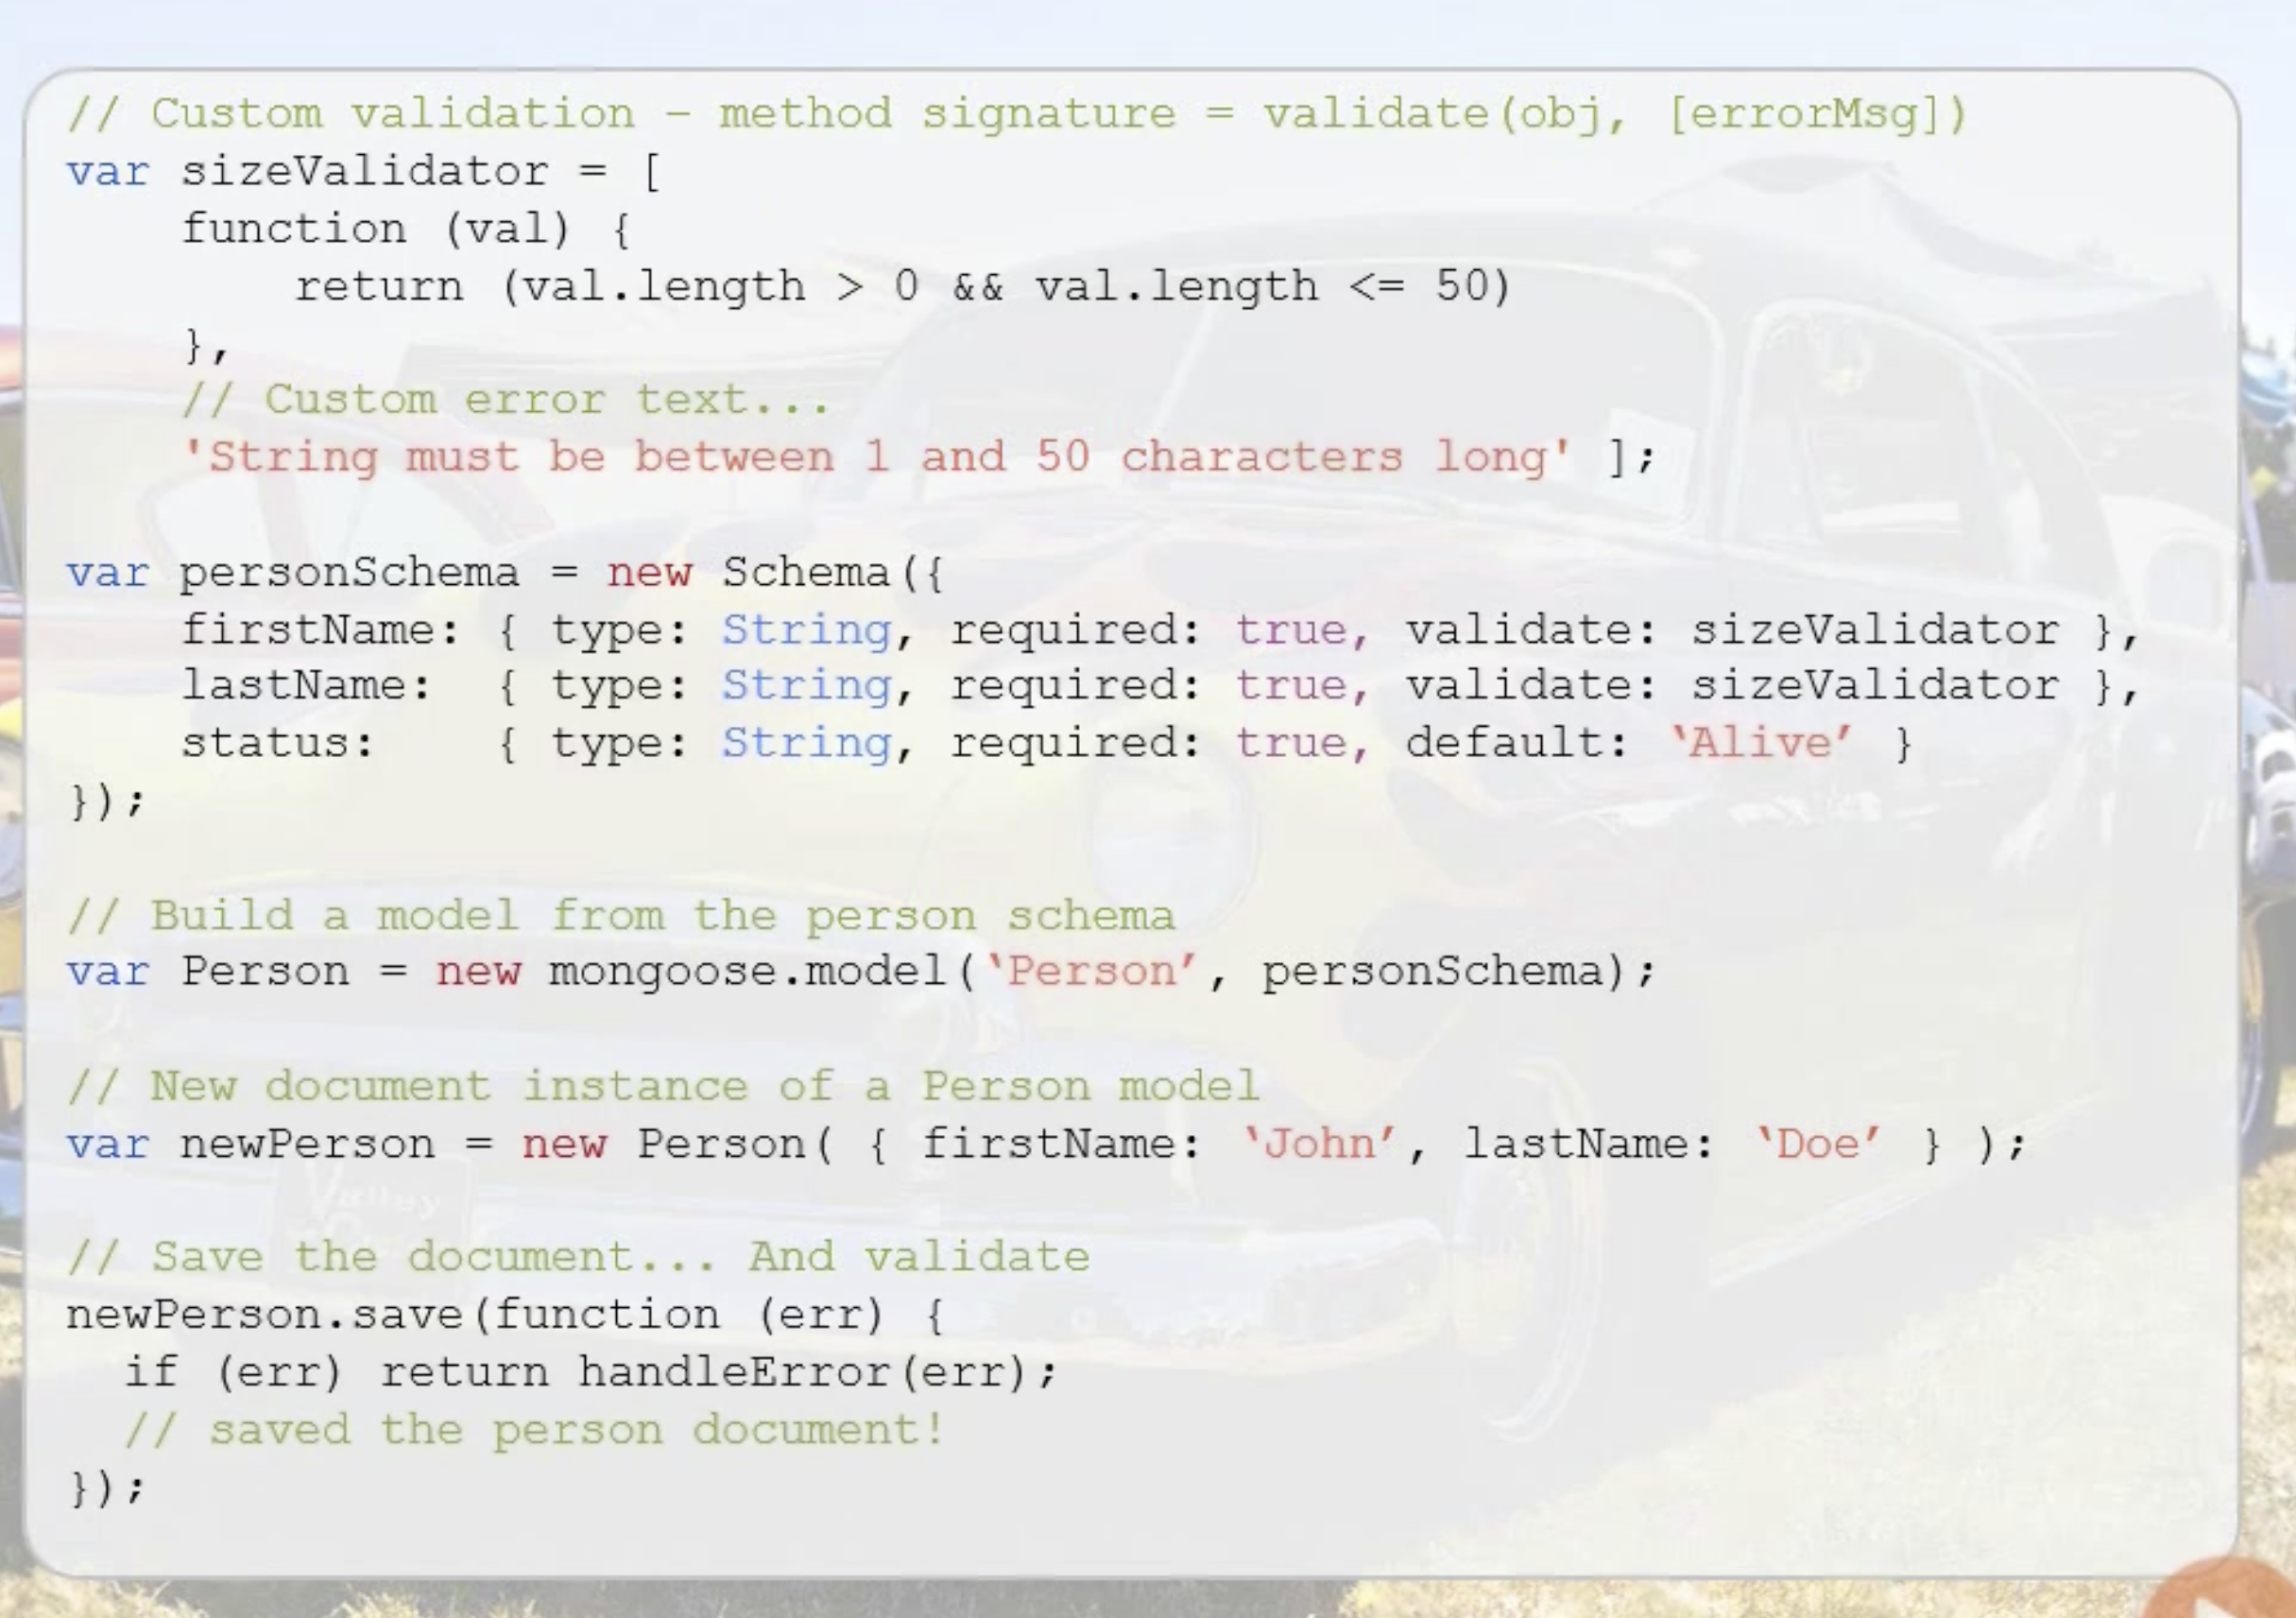 // Custom validation – method signature = validate(obj, [errorMsg])
var sizeValidator = [
    function (val) {
        return (val.length > 0 && val.length <= 50)
    },
    // Custom error text...
    'String must be between 1 and 50 characters long' ];

var personSchema = new Schema({
    firstName: { type: String, required: true, validate: sizeValidator },
    lastName:  { type: String, required: true, validate: sizeValidator },
    status:    { type: String, required: true, default: ‘Alive’ }
});

// Build a model from the person schema
var Person = new mongoose.model(‘Person’, personSchema);

// New document instance of a Person model
var newPerson = new Person( { firstName: ‘John’, lastName: ‘Doe’ } );

// Save the document... And validate
newPerson.save(function (err) {
  if (err) return handleError(err);
  // saved the person document!
});
Valley